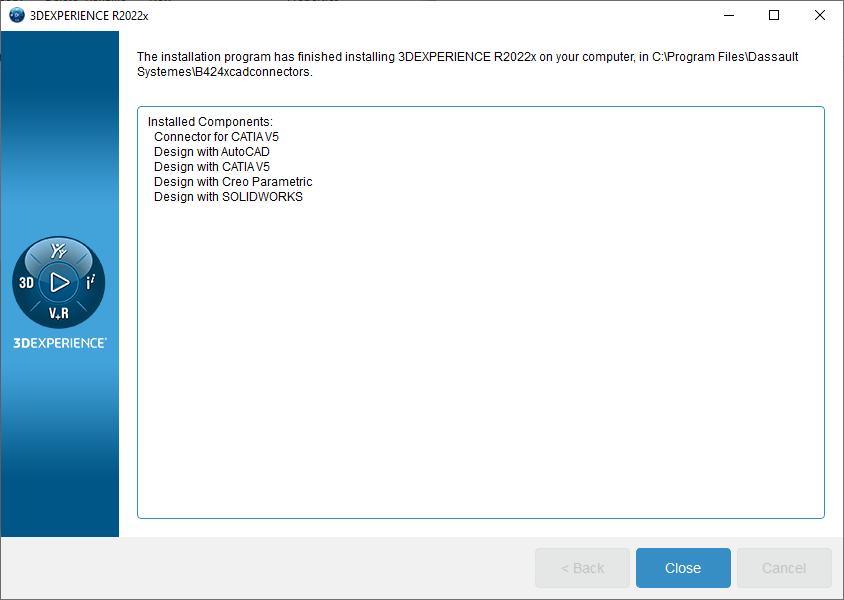 3DEXPERIENCE R2022x
The installation program has finished installing 3DEXPERIENCE R2022x on your computer, in C:\Program Files\Dassault
Systemes\B424xcadconnectors.
Installed Components:
Connector for CATIA V5
Design with AutoCAD
Design with CATIA V5
Design with Creo Parametric
Design with SOLIDWORKS
3D
i²
V+R
3DEXPERIENCE
< Back
Close
Cancel